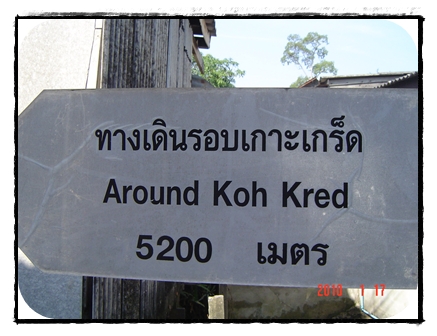 ทางเดินรอบเกาะเกร็ด
Around Koh Kred
5200 เมตร
2010 1 17